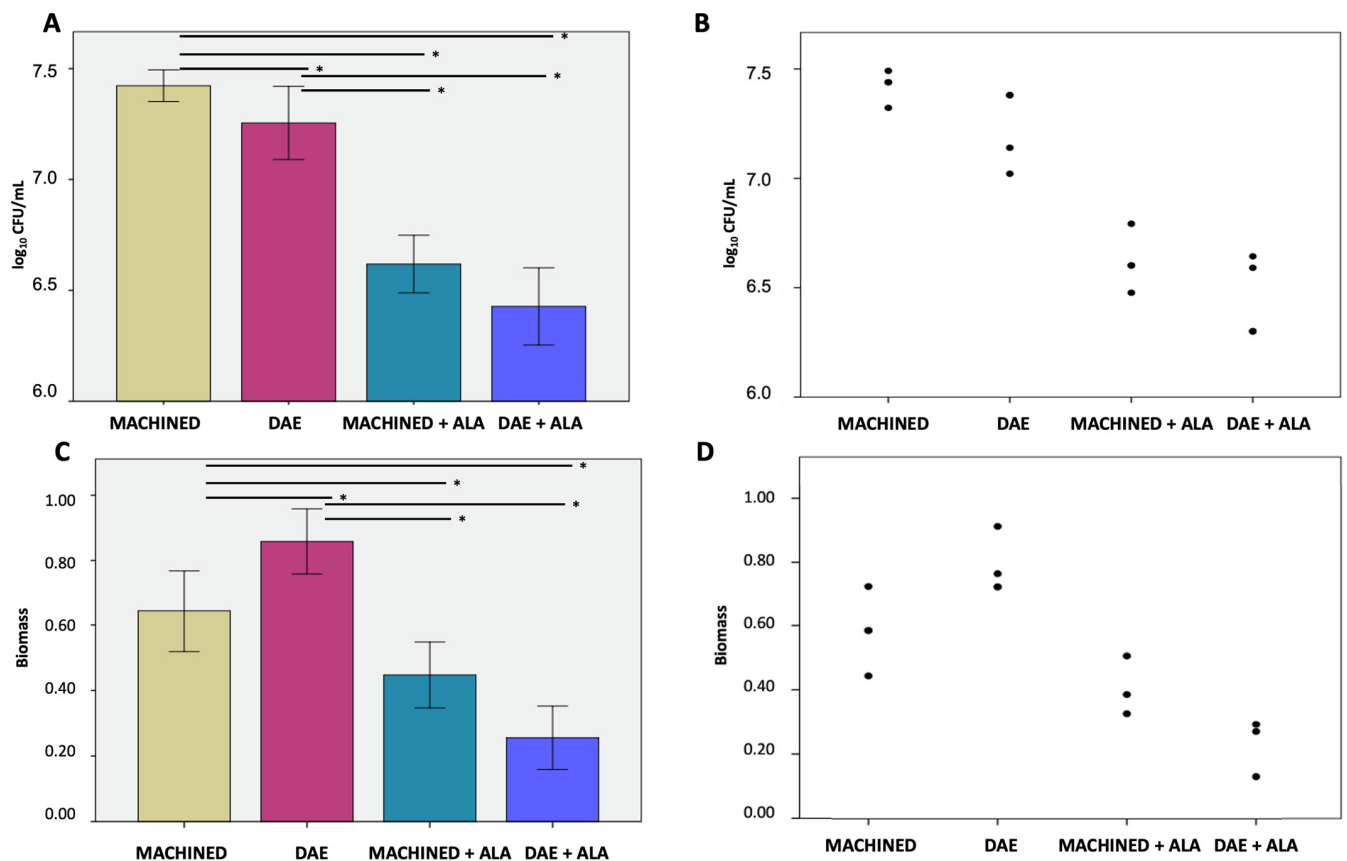 A
*
*
7.5
*
*
*
7.0
log10 CFU/mL
6.5
6.0
MACHINED
DAE
MACHINED + ALA
DAE + ALA
B
7.5
7.0
log10 CFU/mL
6.5
6.0
MACHINED
DAE
MACHINED + ALA
DAE + ALA
C
*
*
1.00
*
*
*
0.80
0.60
Biomass
0.40
0.20
0.00
MACHINED
DAE
MACHINED + ALA
DAE + ALA
D
1.00
0.80
0.60
Biomass
0.40
0.20
0.00
MACHINED
DAE
MACHINED + ALA
DAE + ALA